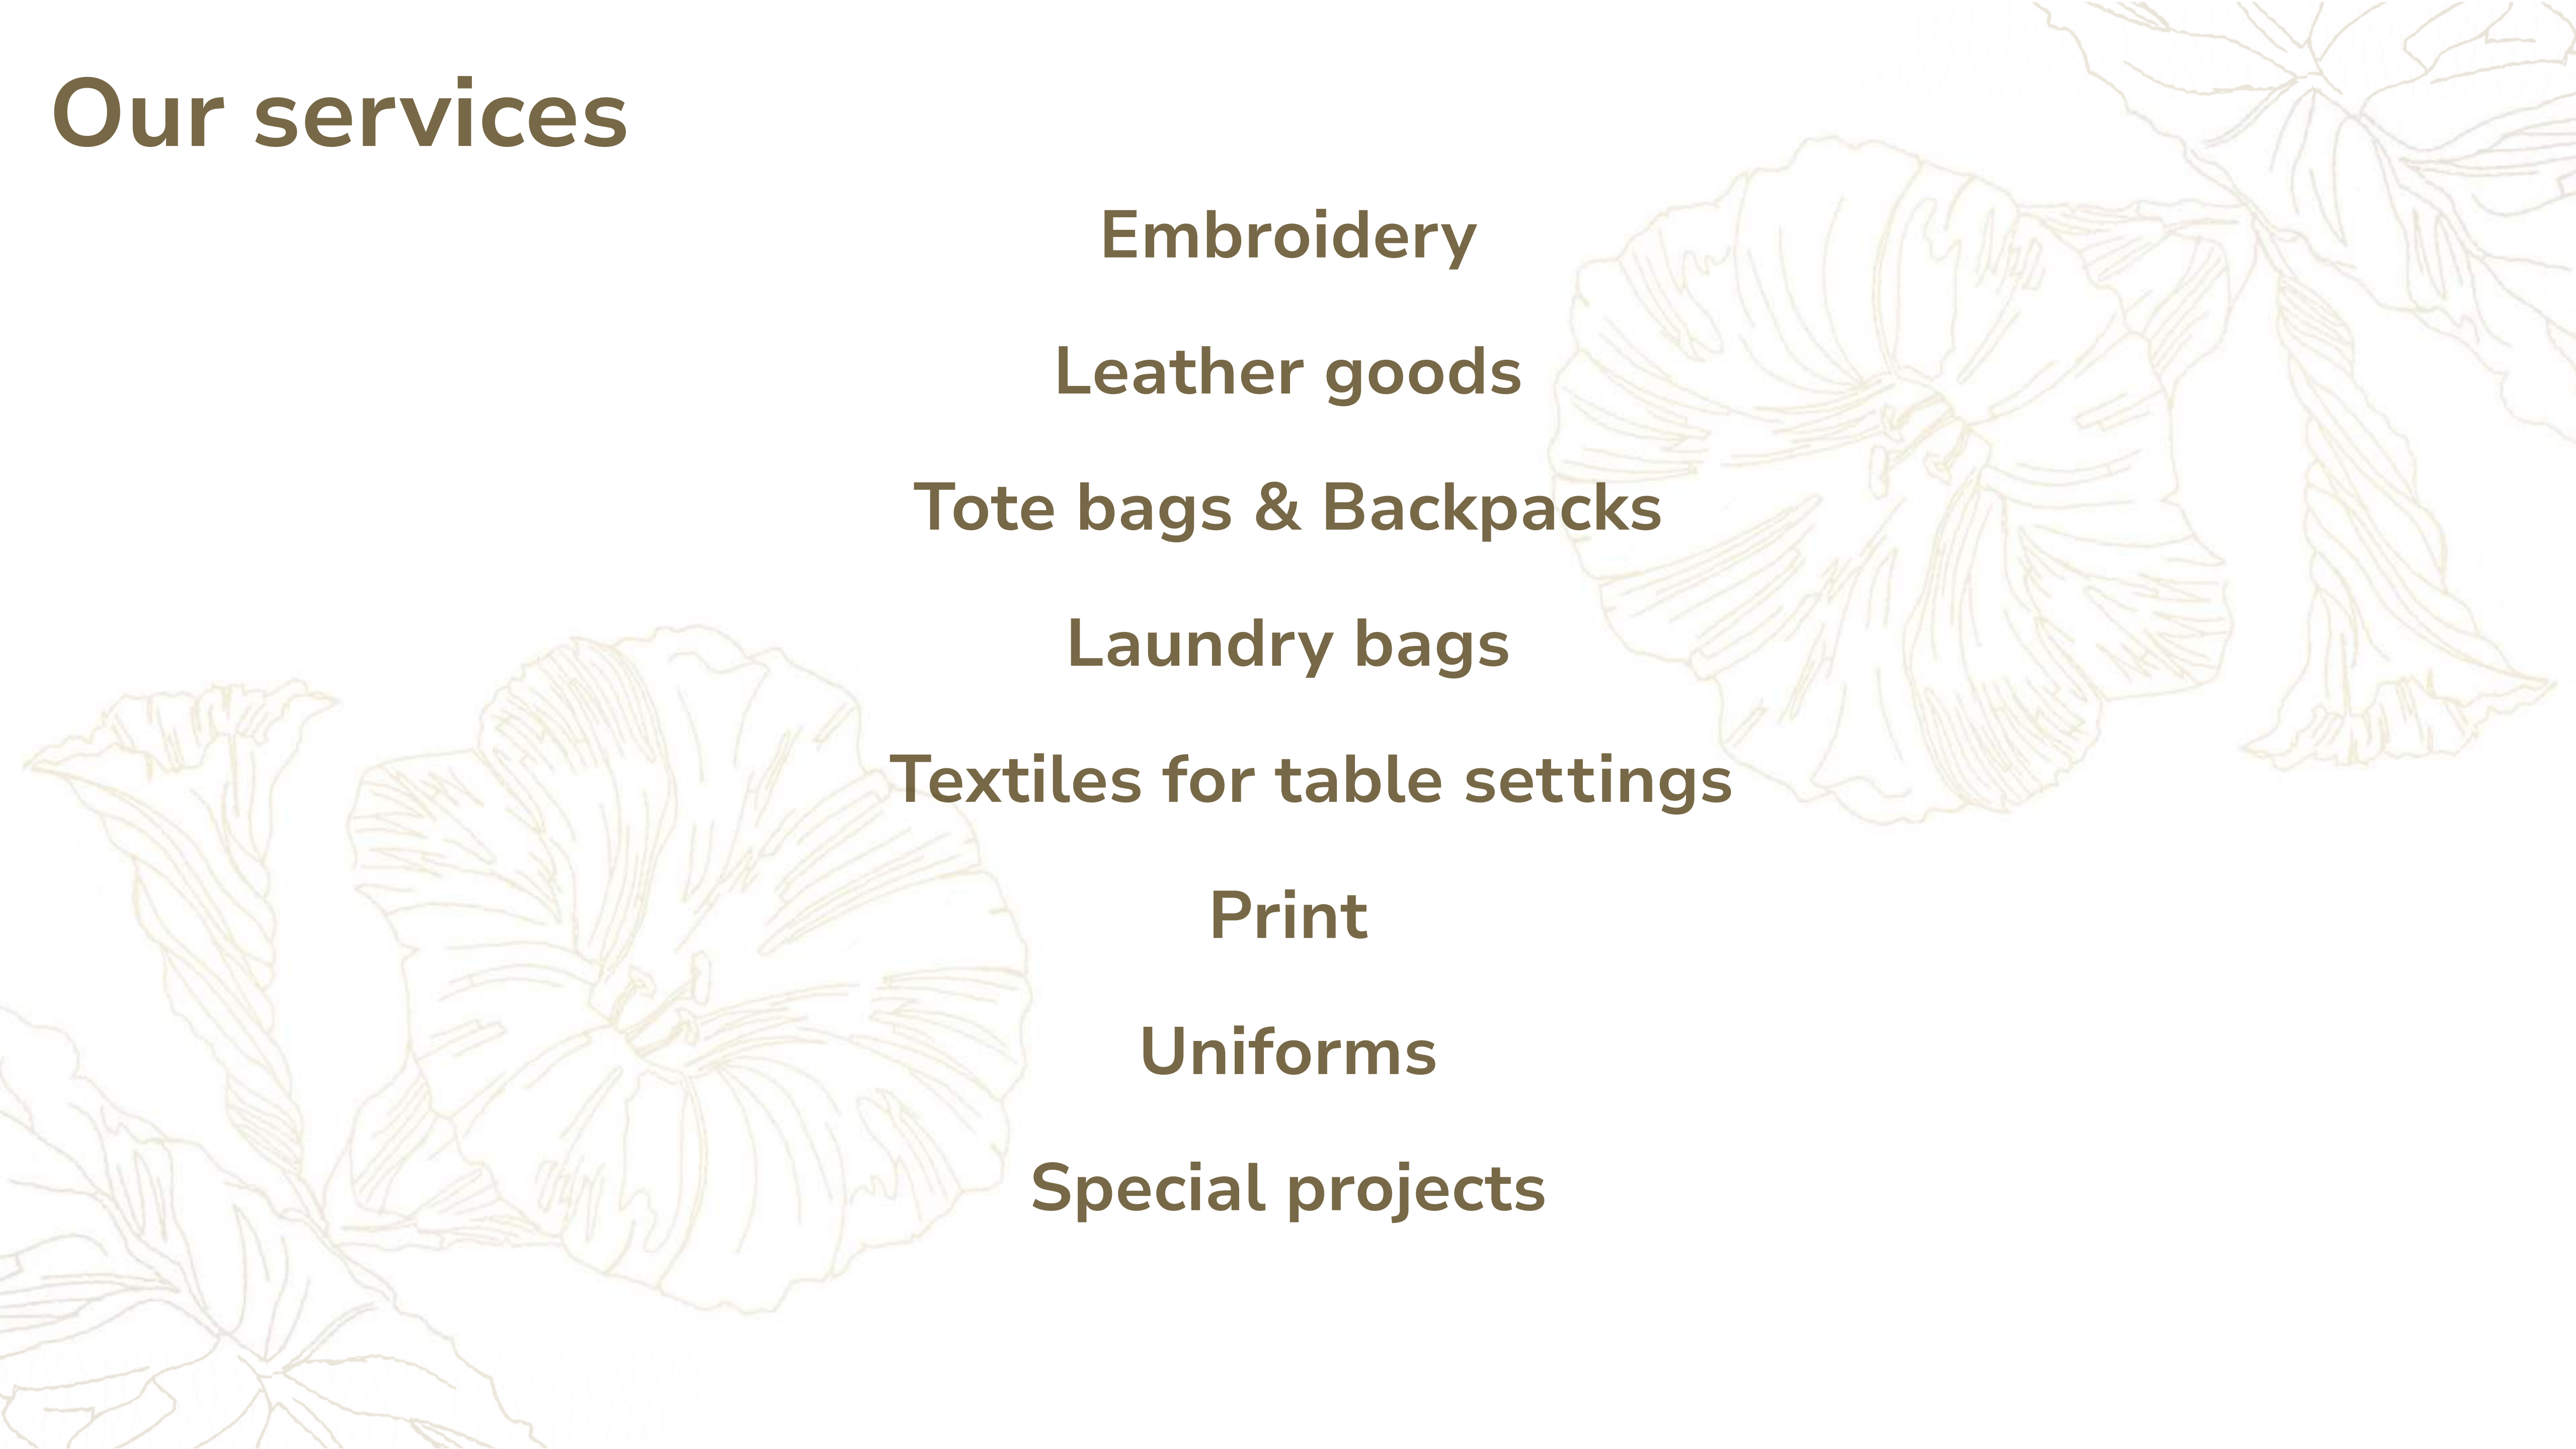 Our services
Embroidery
Leather goods
Tote bags & Backpacks
Laundry bags
Textiles for table settings
Print
Uniforms
Special projects